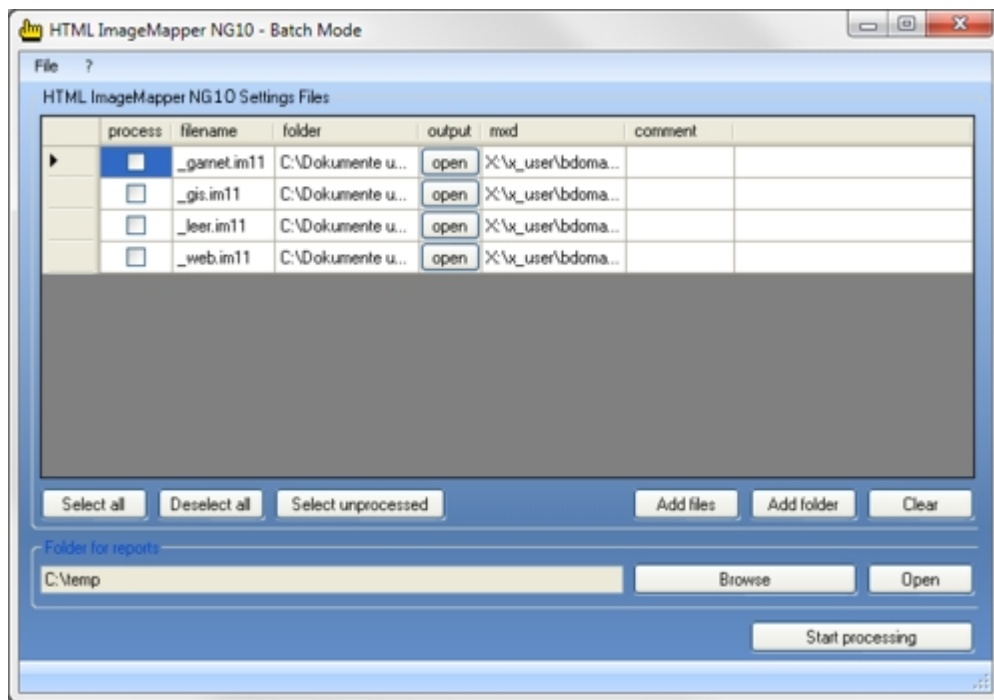 HTML ImageMapper NG10 - Batch Mode
File ?
HTML ImageMapper NG10 Settings Files
process filename folder output mxd comment
_garnet.im11 C:\Dokumente u... open X:\x_user\bdoma...
_gis.im11 C:\Dokumente u... open X:\x_user\bdoma...
_leer.im11 C:\Dokumente u... open X:\x_user\bdoma...
_web.im11 C:\Dokumente u... open X:\x_user\bdoma...
Select all Deselect all Select unprocessed Add files Add folder Clear
Folder for reports
C:\temp Browse Open
Start processing